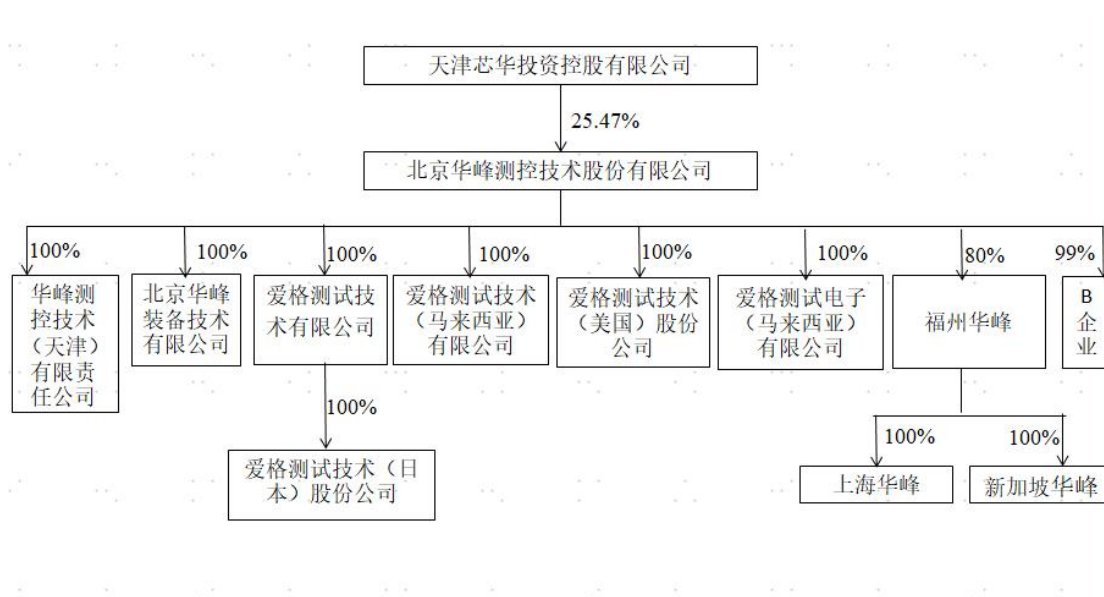 天津芯华投资控股有限公司
25.47%
北京华峰测控技术股份有限公司
100%
100%
100%
100%
100%
100%
80%
99%
华峰测
控技术
（天津）
有限责
任公司
北京华峰
装备技术
有限公司
爱格测试技
术有限公司
爱格测试技术
（马来西亚）
有限公司
爱格测试技术
（美国）股份
公司
爱格测试电子
（马来西亚）
有限公司
福州华峰
B
企
业
100%
爱格测试技术（日
本）股份公司
100%
100%
上海华峰
新加坡华峰